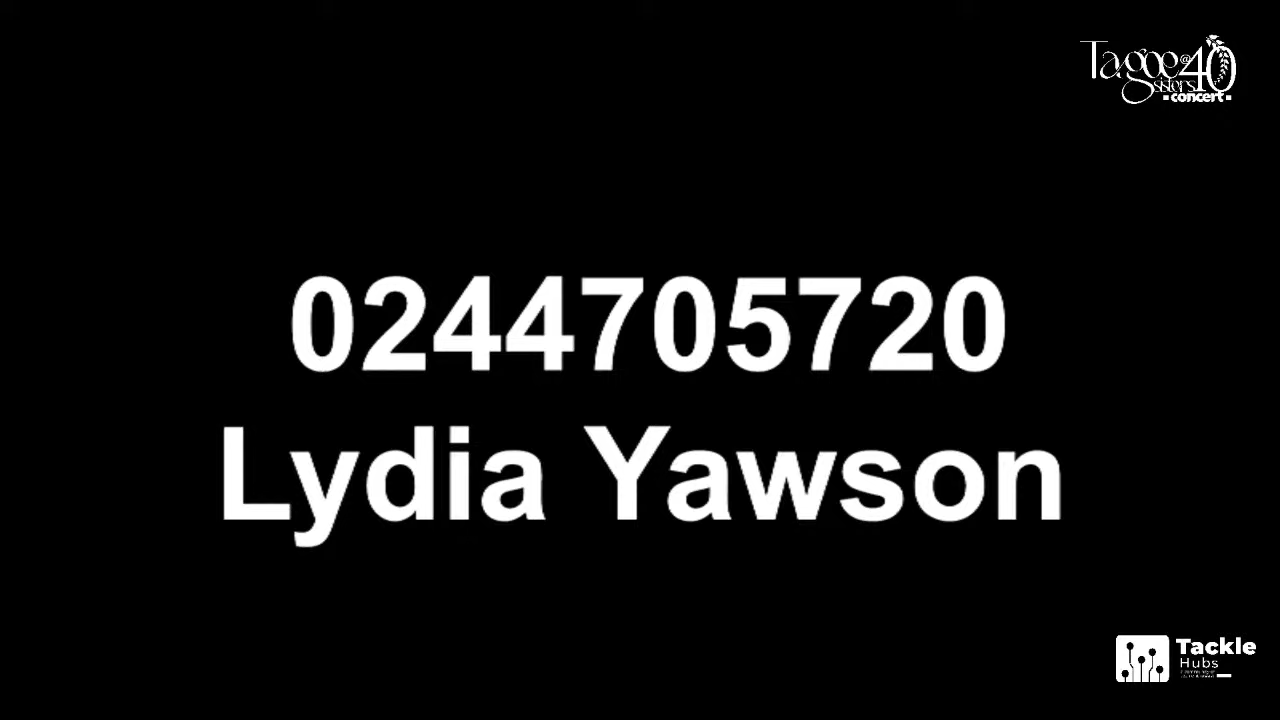 Tagoe @40
sisters
concert
0244705720
Lydia Yawson
Tackle
Hubs